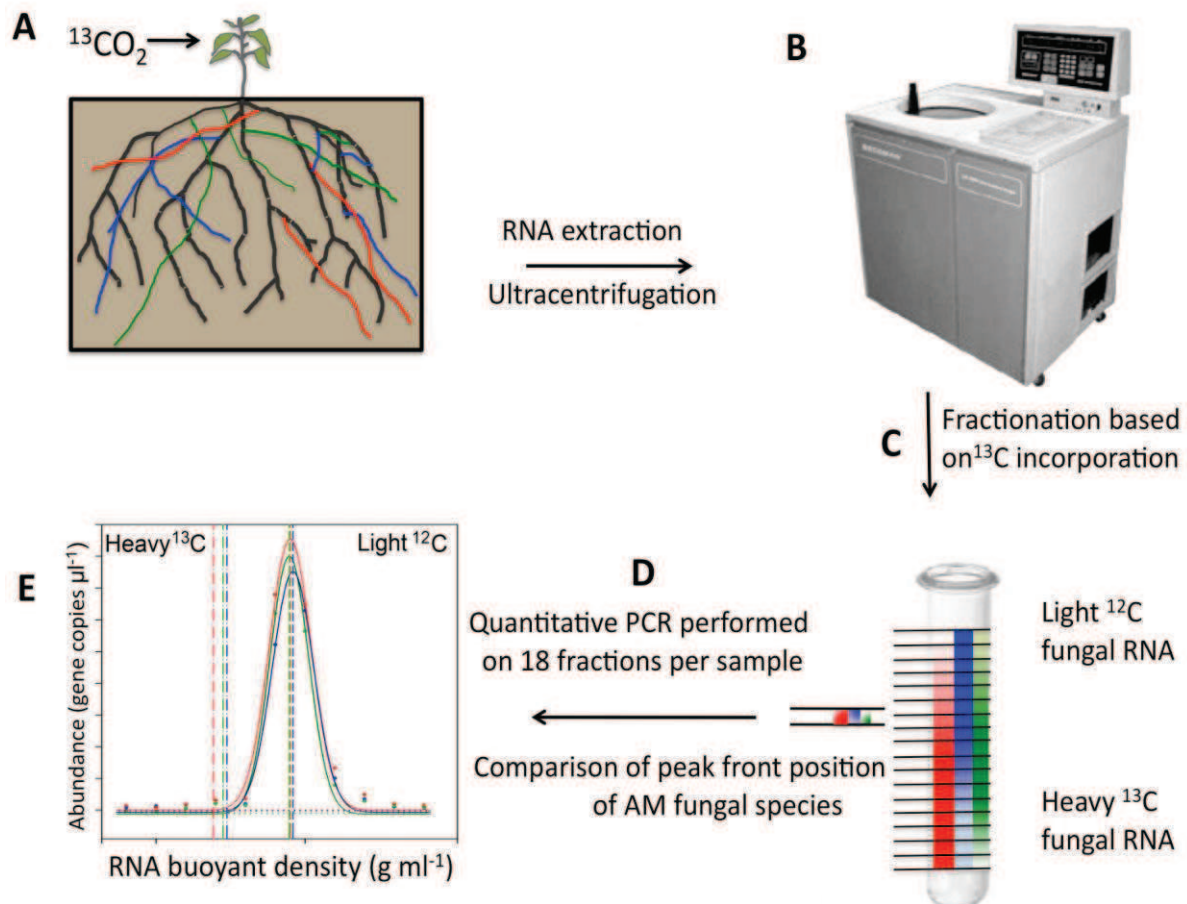 A
¹³CO₂
B
RNA extraction
Ultracentrifugation
C
Fractionation based
on¹³C incorporation
D
Quantitative PCR performed
on 18 fractions per sample
Comparison of peak front position
of AM fungal species
Light ¹²C
fungal RNA
Heavy ¹³C
fungal RNA
E
Heavy¹³C
Light ¹²C
Abundance (gene copies µl⁻¹)
RNA buoyant density (g ml⁻¹)